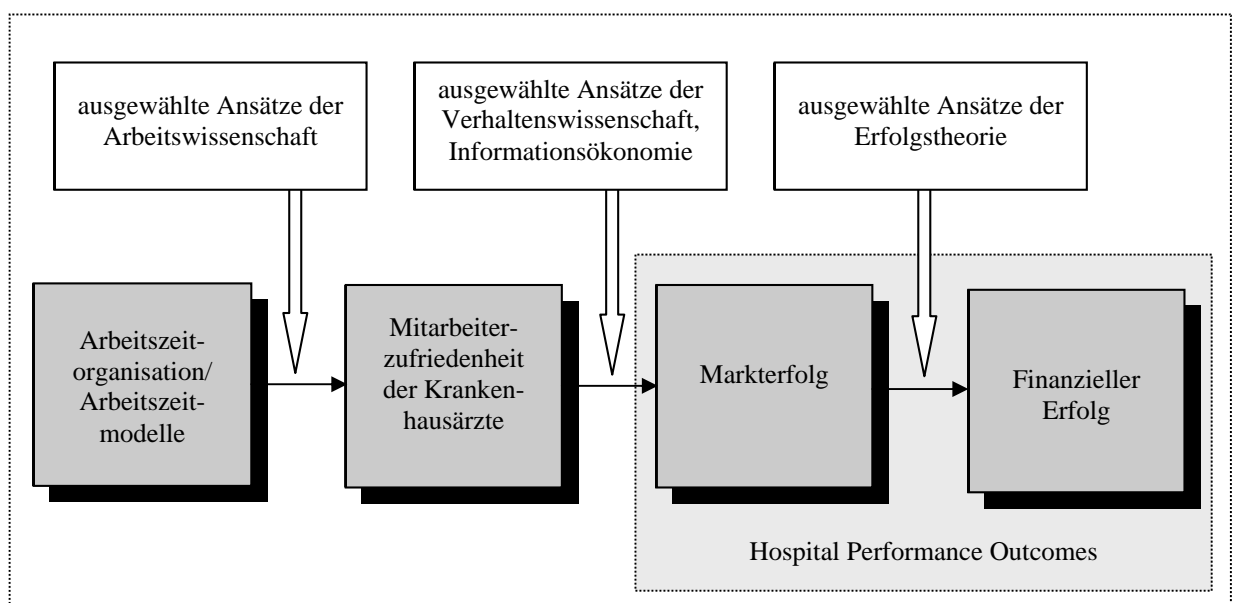 ausgewählte Ansätze der
Arbeitswissenschaft
ausgewählte Ansätze der
Verhaltenswissenschaft,
Informationsökonomie
ausgewählte Ansätze der
Erfolgstheorie
Arbeitszeit-
organisation/
Arbeitszeit-
modelle
Mitarbeiter-
zufriedenheit
der Kranken-
hausärzte
Markterfolg
Finanzieller
Erfolg
Hospital Performance Outcomes